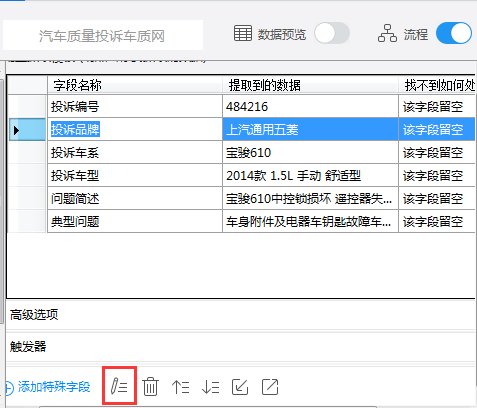 汽车质量投诉车质网 数据预览 流程
字段名称 提取到的数据 找不到如何处
投诉编号 484216 该字段留空
投诉品牌 上汽通用五菱 该字段留空
投诉车系 宝骏610 该字段留空
投诉车型 2014款 1.5L 手动 舒适型 该字段留空
问题简述 宝骏610中控锁损坏 遥控器失... 该字段留空
典型问题 车身附件及电器车钥匙故障车... 该字段留空
高级选项
触发器
添加特殊字段